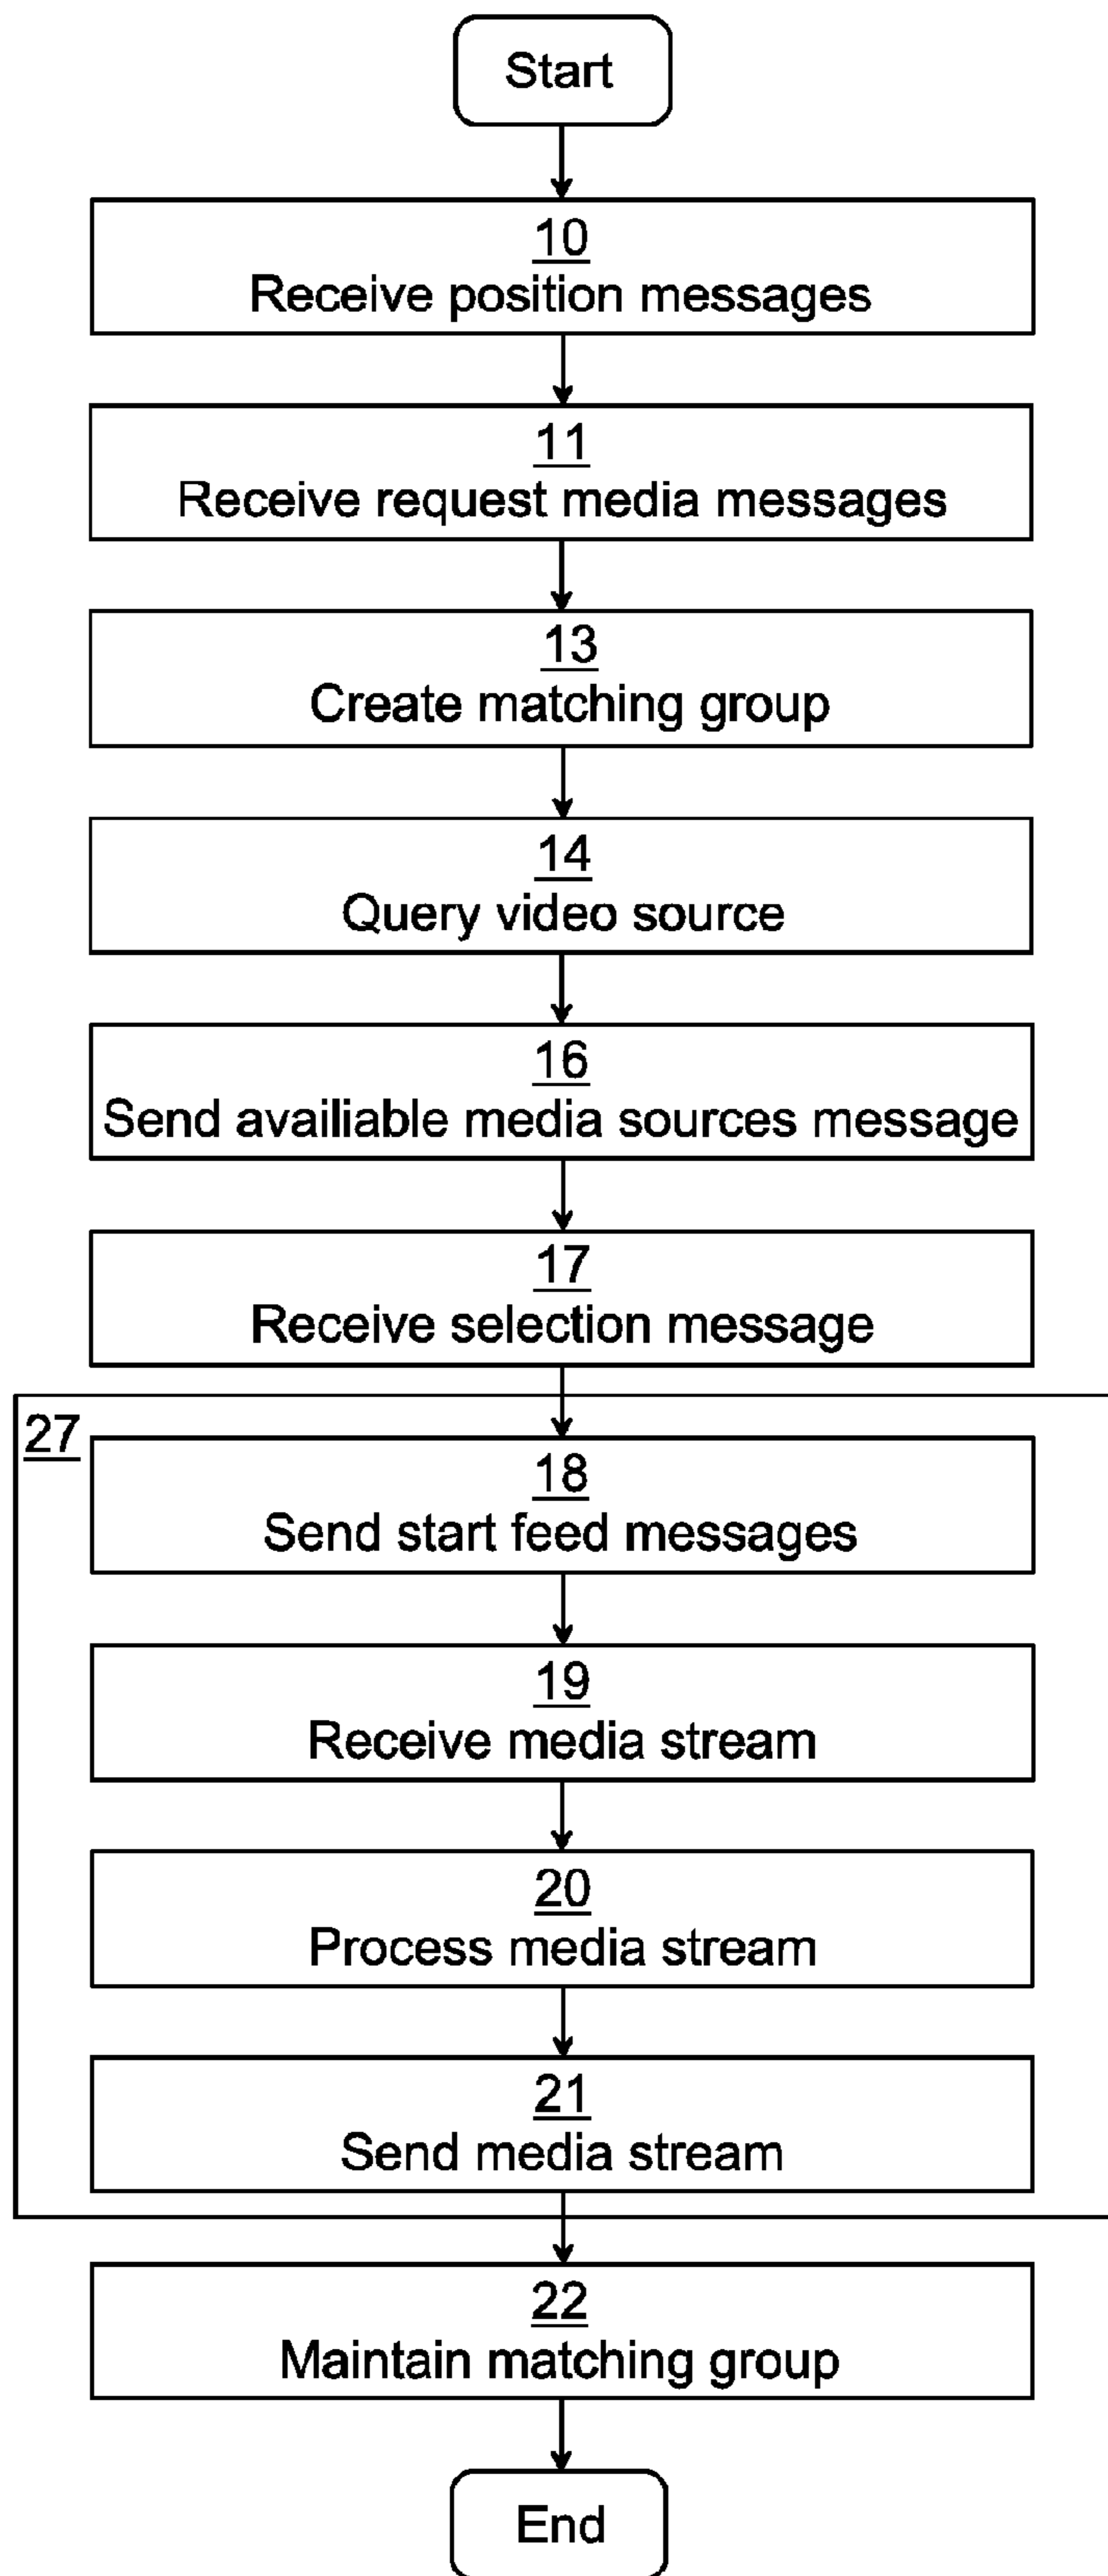 Start
10
Receive position messages
11
Receive request media messages
13
Create matching group
14
Query video source
16
Send availiable media sources message
17
Receive selection message
27
18
Send start feed messages
19
Receive media stream
20
Process media stream
21
Send media stream
22
Maintain matching group
End